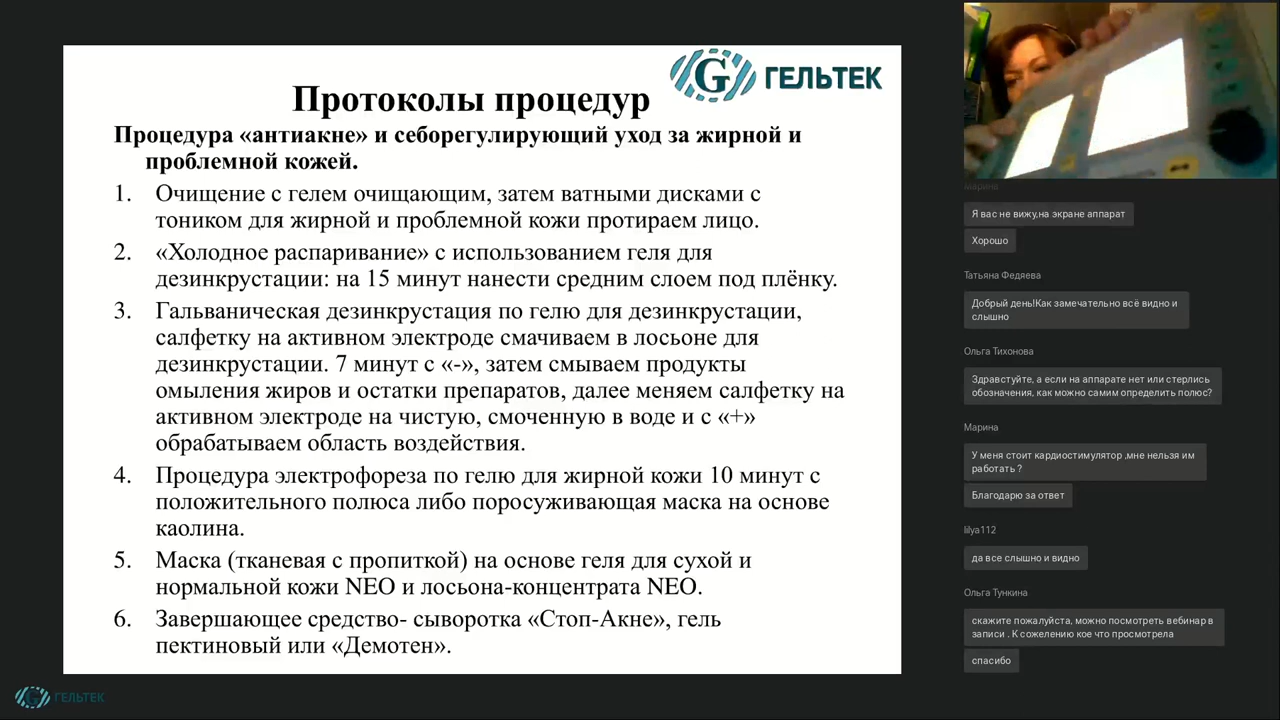 ГЕЛЬТЕК
Протоколы процедур
Процедура «антиакне» и себорегулирующий уход за жирной и
проблемной кожей.
1. Очищение с гелем очищающим, затем ватными дисками с
тоником для жирной и проблемной кожи протираем лицо.
2. «Холодное распаривание» с использованием геля для
дезинкрустации: на 15 минут нанести средним слоем под плёнку.
3. Гальваническая дезинкрустация по гелю для дезинкрустации,
салфетку на активном электроде смачиваем в лосьоне для
дезинкрустации. 7 минут с «-», затем смываем продукты
омыления жиров и остатки препаратов, далее меняем салфетку на
активном электроде на чистую, смоченную в воде и с «+»
обрабатываем область воздействия.
4. Процедура электрофореза по гелю для жирной кожи 10 минут с
положительного полюса либо поросуживающая маска на основе
каолина.
5. Маска (тканевая с пропиткой) на основе геля для сухой и
нормальной кожи NEO и лосьона-концентрата NEO.
6. Завершающее средство- сыворотка «Стоп-Акне», гель
пектиновый или «Демотен».
ГЕЛЬТЕК
Марина
Я вас не вижу,на экране аппарат
Хорошо
Татьяна Федяева
Добрый день!Как замечательно всё видно и
слышно
Ольга Тихонова
Здравстуйте, а если на аппарате нет или стерлись
обозначения, как можно самим определить полюс?
Марина
У меня стоит кардиостимулятор ,мне нельзя им
работать ?
Благодарю за ответ
lilya112
да все слышно и видно
Ольга Тункина
скажите пожалуйста, можно посмотреть вебинар в
записи . К сожелению кое что просмотрела
спасибо